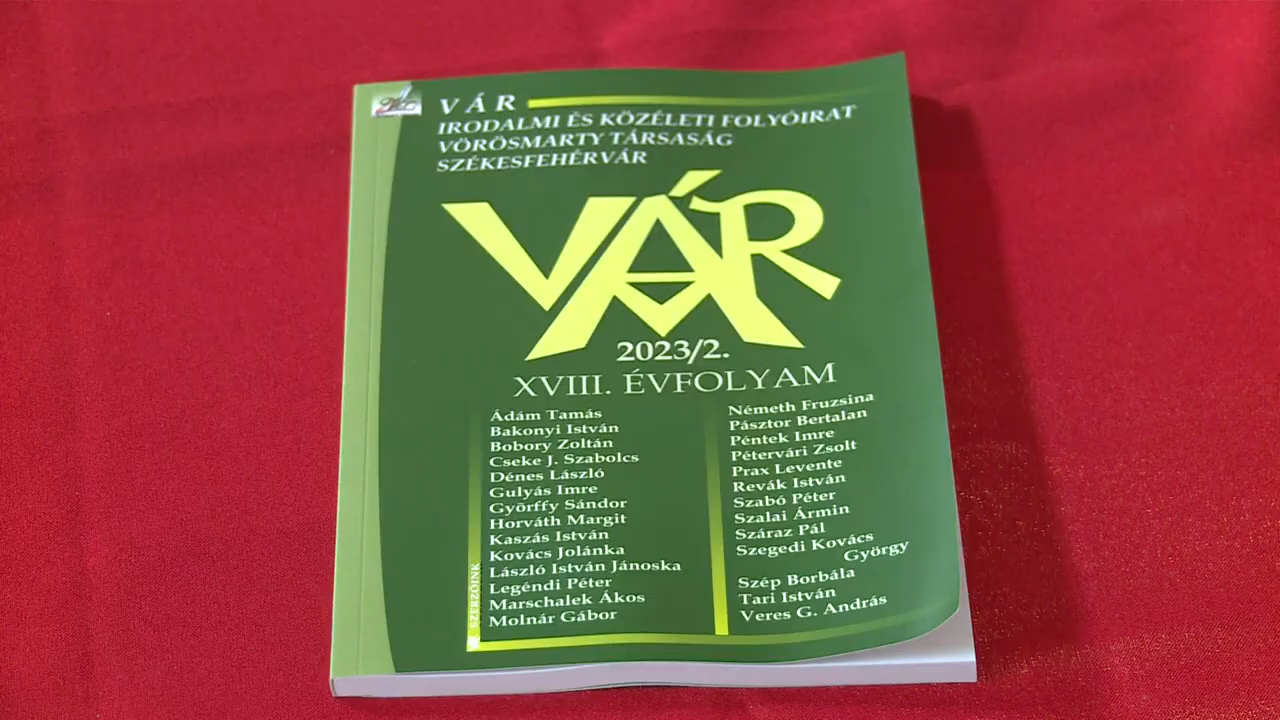 VÁR
IRODALMI ÉS KÖZÉLETI FOLYÓIRAT
VÖRÖSMARTY TÁRSASÁG
SZÉKESFEHÉRVÁR
VÁR
2023/2.
XVIII. ÉVFOLYAM
Ádám Tamás
Bakonyi István
Bobory Zoltán
Cseke J. Szabolcs
Dénes László
Gulyás Imre
Györffy Sándor
Horváth Margit
Kaszás István
Kovács Jolánka
László István Jánoska
Legéndi Péter
Marschalek Ákos
Molnár Gábor
Németh Fruzsina
Pásztor Bertalan
Péntek Imre
Pétervári Zsolt
Prax Levente
Revák István
Szabó Péter
Szalai Ármin
Száraz Pál
Szegedi Kovács
György
Szép Borbála
Tari István
Veres G. András
SZERZŐINK